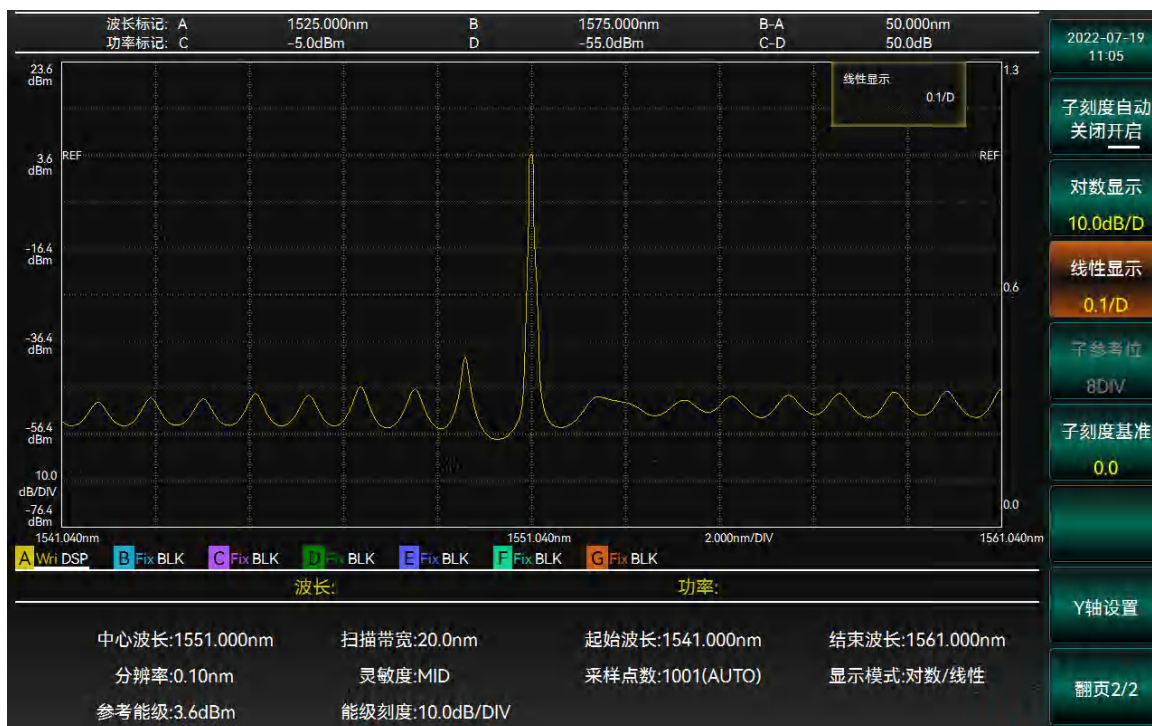 波长标记: A 1525.000nm B 1575.000nm B-A 50.000nm
功率标记: C -5.0dBm D -55.0dBm C-D 50.0dB
2022-07-19
11:05
子刻度自动
关闭开启
对数显示
10.0dB/D
线性显示
0.1/D
子参考位
8DIV
子刻度基准
0.0
Y轴设置
翻页2/2
23.6
dBm
1.3
线性显示
0.1/D
3.6
dBm
REF
REF
-16.4
dBm
0.6
-36.4
dBm
-56.4
dBm
10.0
dB/DIV
0.0
-76.4
dBm
1541.040nm 1551.040nm 2.000nm/DIV 1561.040nm
A Wri DSP B Fix BLK C Fix BLK D Fix BLK E Fix BLK F Fix BLK G Fix BLK
波长: 功率:
中心波长:1551.000nm 扫描带宽:20.0nm 起始波长:1541.000nm 结束波长:1561.000nm
分辨率:0.10nm 灵敏度:MID 采样点数:1001(AUTO) 显示模式:对数/线性
参考能级:3.6dBm 能级刻度:10.0dB/DIV